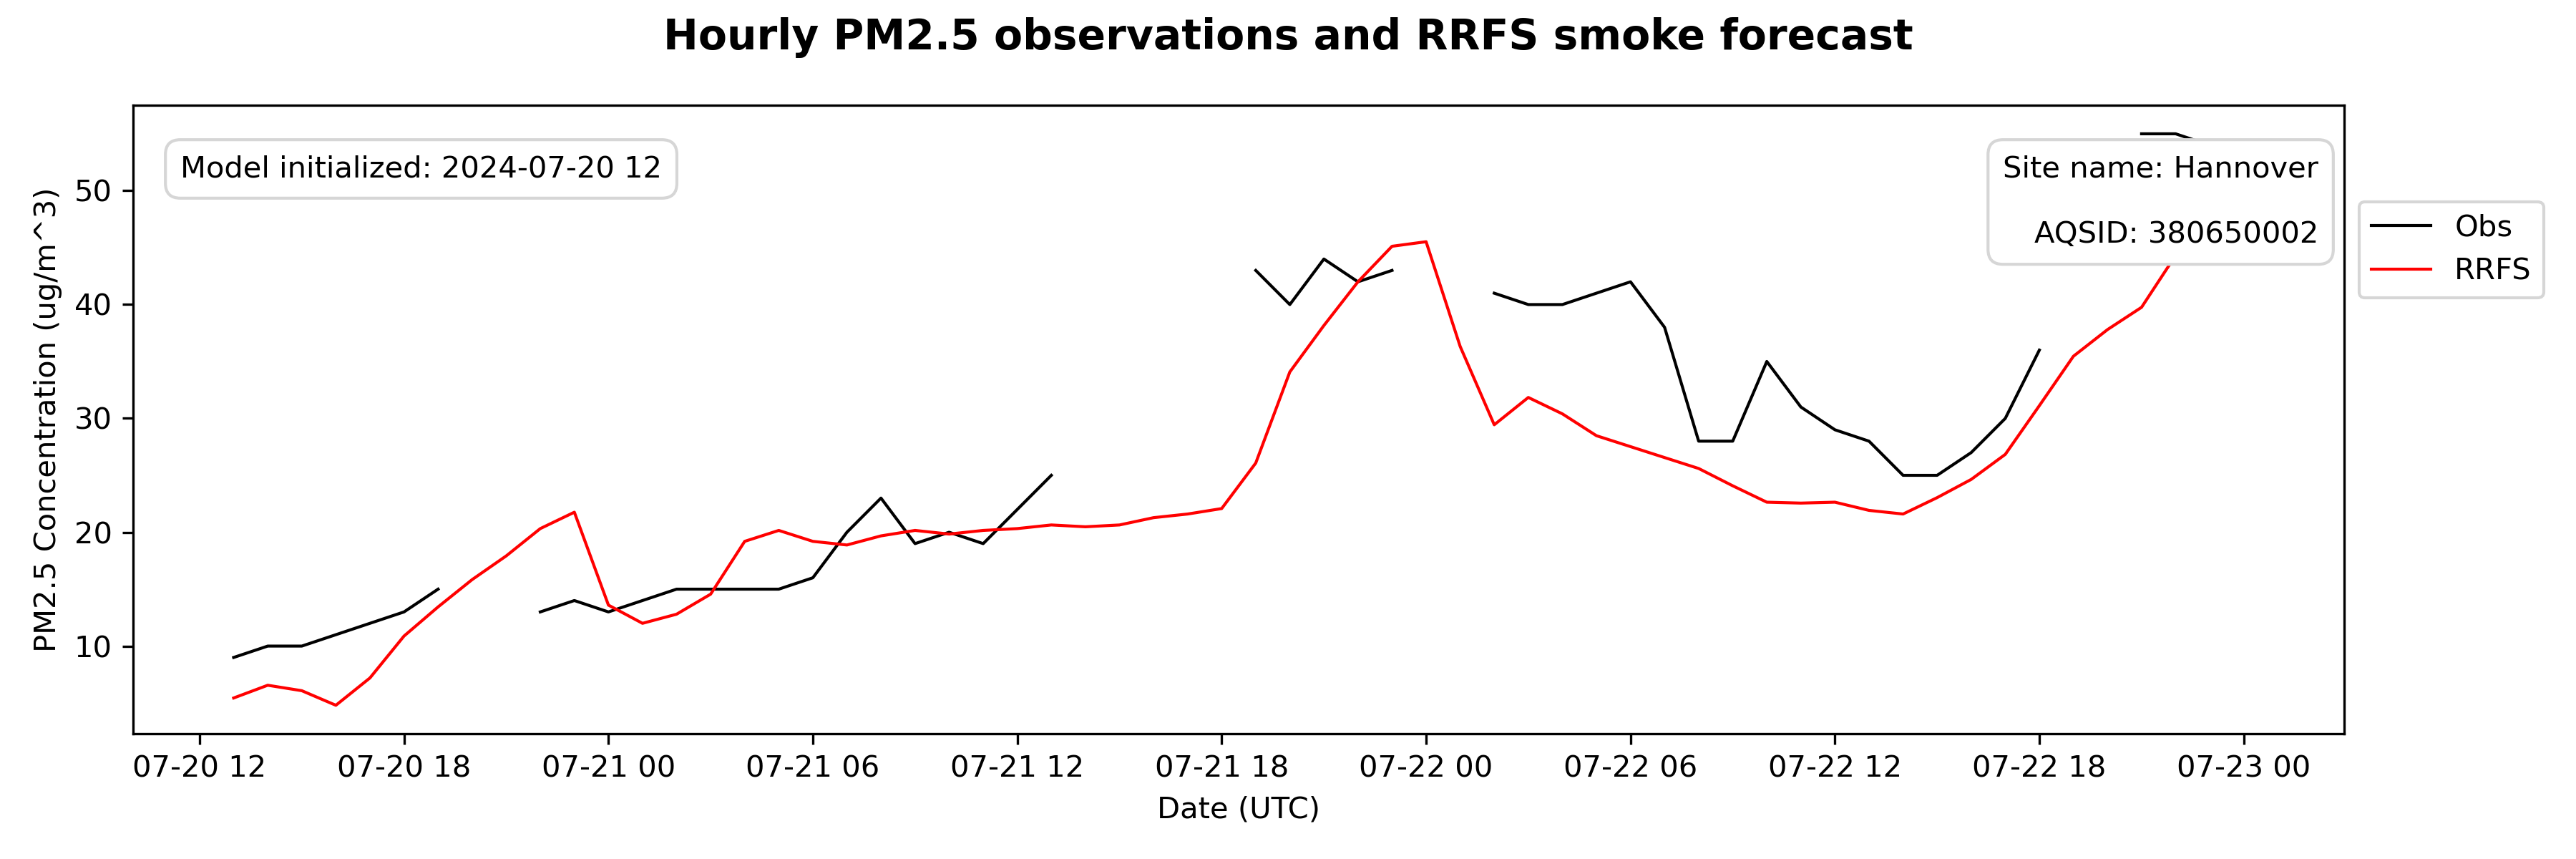 Hourly PM2.5 observations and RRFS smoke forecast
Model initialized: 2024-07-20 12
Site name: Hannover
AQSID: 380650002
Obs
RRFS
PM2.5 Concentration (ug/m^3)
50
40
30
20
10
07-20 12 07-20 18 07-21 00 07-21 06 07-21 12 07-21 18 07-22 00 07-22 06 07-22 12 07-22 18 07-23 00
Date (UTC)